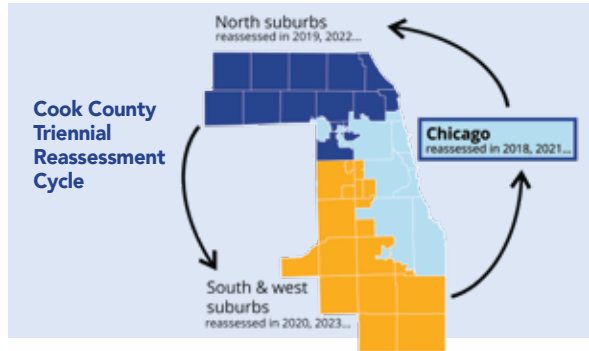 North suburbs
reassessed in 2019, 2022...
Cook County
Triennial
Reassessment
Cycle
Chicago
reassessed in 2018, 2021...
South & west
suburbs
reassessed in 2020, 2023...